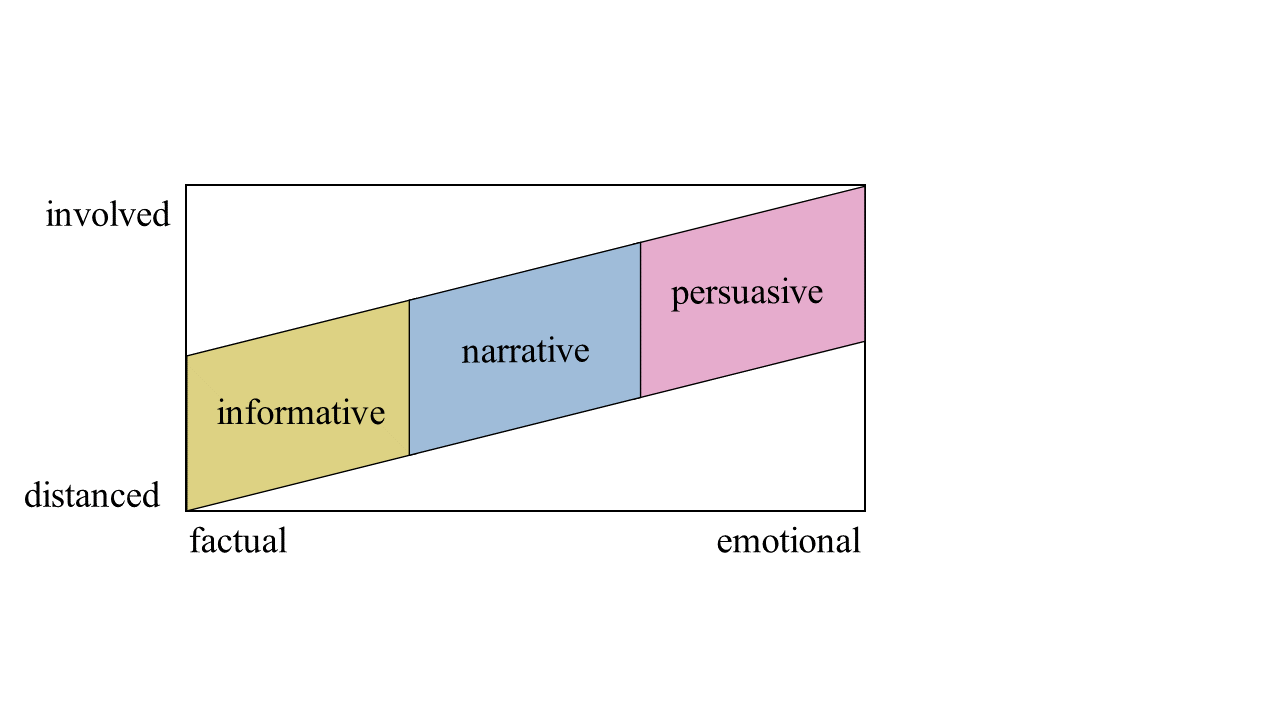 involved
persuasive
narrative
informative
distanced
factual
emotional